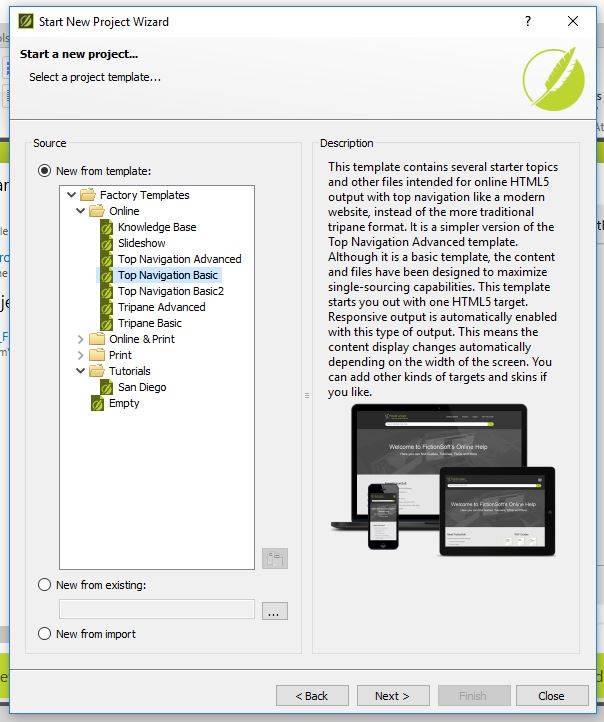 Start New Project Wizard
Start a new project...
Select a project template...
Source
New from template:
Factory Templates
Online
Knowledge Base
Slideshow
Top Navigation Advanced
Top Navigation Basic
Top Navigation Basic2
Tripane Advanced
Tripane Basic
Online & Print
Print
Tutorials
San Diego
Empty
New from existing:
...
New from import
Description
This template contains several starter topics
and other files intended for online HTML5
output with top navigation like a modern
website, instead of the more traditional
tripane format. It is a simpler version of the
Top Navigation Advanced template.
Although it is a basic template, the content
and files have been designed to maximize
single-sourcing capabilities. This template
starts you out with one HTML5 target.
Responsive output is automatically enabled
with this type of output. This means the
content display changes automatically
depending on the width of the screen. You
can add other kinds of targets and skins if
you like.
Welcome to FictionSoft's Online Help
Welcome to FictionSoft's Online Help
< Back
Next >
Finish
Close